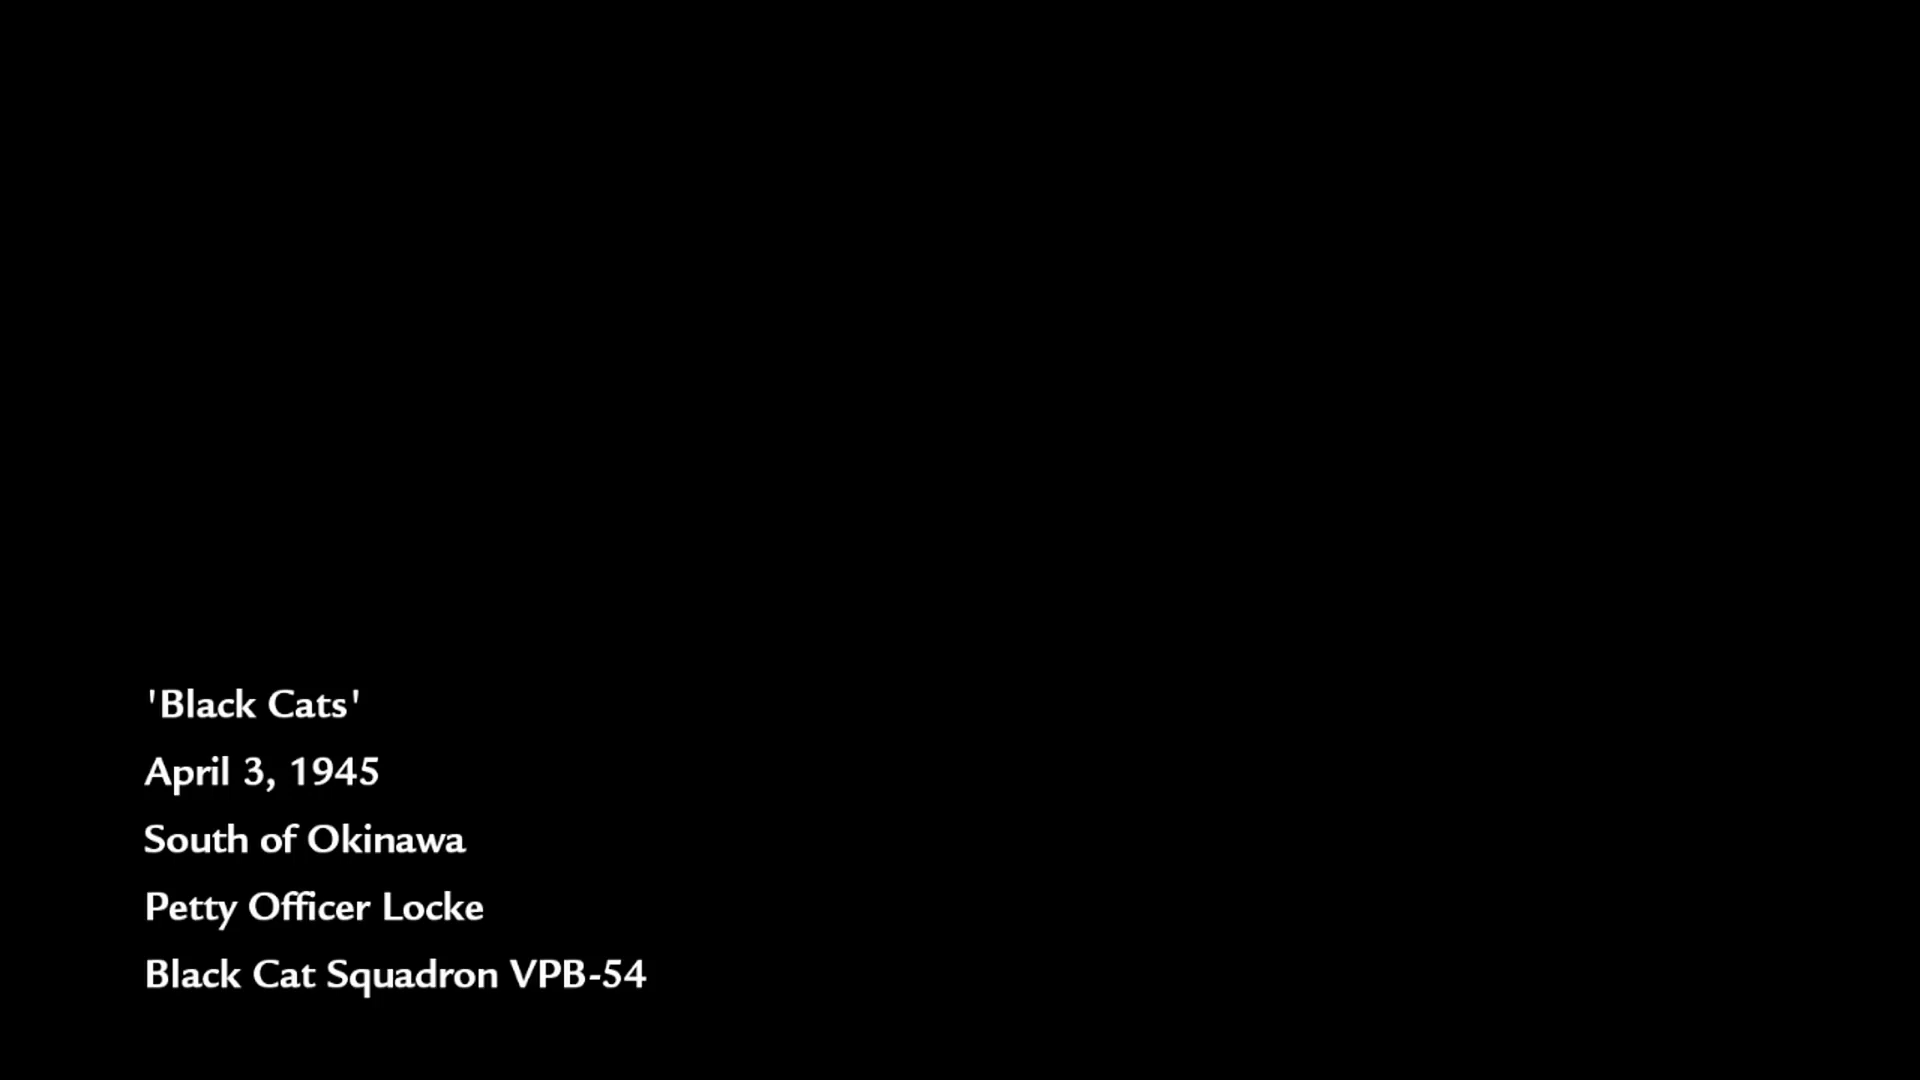 'Black Cats'
April 3, 1945
South of Okinawa
Petty Officer Locke
Black Cat Squadron VPB-54